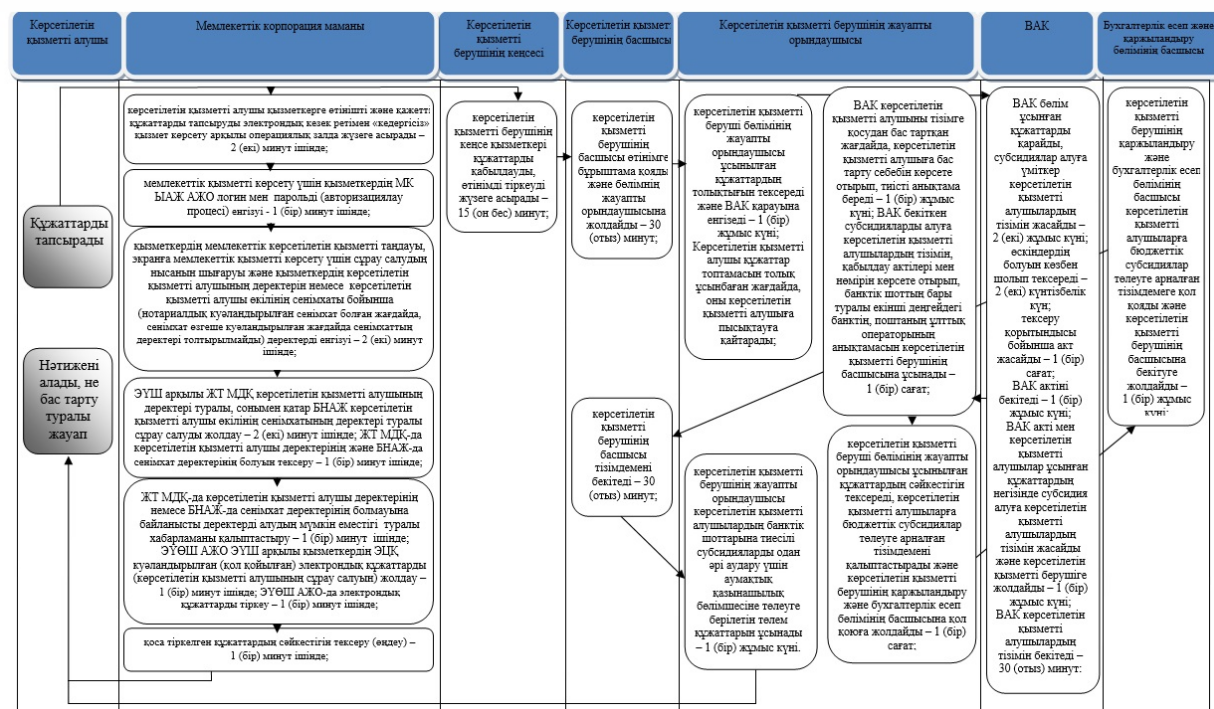 Көрсетілетін
қызметті алушы
Мемлекеттік корпорация маманы
Көрсетілетін
қызметті
берушінің кеңсесі
Көрсетілетін қызмет
берушінің басшысы
Көрсетілетін қызметті берушінің жауапты
орындаушысы
ВАК
Бухгалтерлік есеп және
қаржыландыру
бөлімінің басшысы
Құжаттарды
тапсырады
Нәтижені
алады, не
бас тарту
туралы
жауап
көрсетілетін қызметті алушы қызметкерге өтінішті және қажетт
құжаттарды тапсыруды электрондық кезек ретімен «кедергісіз»
қызмет көрсету арқылы операциялық залда жүзеге асырады –
2 (екі) минут ішінде;
мемлекеттік қызметті көрсету үшін қызметкердің МК
ЫАЖ АЖО логин мен парольді (авторизациялау
процесі) енгізуі - 1 (бір) минут ішінде;
қызметкердің мемлекеттік көрсетілетін қызметті таңдауы,
экранға мемлекеттік қызметті көрсету үшін сұрау салудың
нысанын шығаруы және қызметкердің көрсетілетін
қызметті алушының деректерін немесе көрсетілетін
қызметті алушы өкілінің сенімхаты бойынша
(нотариалдық куәландырылған сенімхат болған жағдайда,
сенімхат өзгеше куәландырылған жағдайда сенімхаттың
деректері толтырылмайды) деректерді енгізуі – 2 (екі) минут
ішінде;
ЭҮШ арқылы ЖТ МДҚ көрсетілетін қызметті алушының
деректері туралы, сонымен қатар БНАЖ көрсетілетін
қызметті алушы өкілінің сенімхатының деректері туралы
сұрау салуды жолдау – 2 (екі) минут ішінде; ЖТ МДҚ-да
көрсетілетін қызметті алушы деректерінің және БНАЖ-да
сенімхат деректерінің болуын тексеру – 1 (бір) минут ішінде;
ЖТ МДҚ-да көрсетілетін қызметті алушы деректерінің
немесе БНАЖ-да сенімхат деректерінің болмауына
байланысты деректерді алудың мүмкін еместігі туралы
хабарламаны қалыптастыру – 1 (бір) минут ішінде;
ЭҮӨШ АЖО ЭҮШ арқылы қызметкердің ЭЦҚ
куәландырылған (қол қойылған) электрондық құжаттарды
(көрсетілетін қызметті алушының сұрау салуын) жолдау –
1 (бір) минут ішінде; ЭҮӨШ АЖО-да электрондық
құжаттарды тіркеу – 1 (бір) минут ішінде;
қоса тіркелген құжаттардың сәйкестігін тексеру (өңдеу) –
1 (бір) минут ішінде;
көрсетілетін
қызметті
берушінің
кеңсе қызметкері
құжаттарды
қабылдауды,
өтінімді тіркеуді
жүзеге асырады –
15 (он бес) минут;
көрсетілетін
қызметті
берушінің
басшысы өтінімге
бұрыштама қояды
және бөлімнің
жауапты
орындаушысына
жолдайды – 30
(отыз) минут;
көрсетілетін
қызметті
берушінің
басшысы
тізімдемені
бекітеді – 30
(отыз) минут;
көрсетілетін қызметті
беруші бөлімінің
жауапты
орындаушысы
ұсынылған
құжаттардың
толықтығын тексереді
және ВАК қарауына
енгізеді – 1 (бір)
жұмыс күні;
Көрсетілетін қызметті
алушы құжаттар
топтамасын толық
ұсынбаған жағдайда,
оны көрсетілетін
қызметті алушыға
пысықтауға
қайтарады;
көрсетілетін қызметті
берушінің жауапты
орындаушысы
көрсетілетін қызметті
алушылардың банктік
шоттарына тиесілі
субсидияларды одан
әрі аудару үшін
аумақтық
қазынашылық
бөлімшесіне төлеуге
берілетін төлем
құжаттарын ұсынады
– 1 (бір) жұмыс күні.
ВАК көрсетілетін
қызметті алушыны тізімге
қосудан бас тартқан
жағдайда, көрсетілетін
қызметті алушыға бас
тарту себебін көрсете
отырып, тиісті анықтама
береді – 1 (бір) жұмыс
күні; ВАК бекіткен
субсидияларды алуға
көрсетілетін қызметті
алушылардың тізімін,
қабылдау актілері мен
нөмірін көрсете отырып,
банктік шоттың бары
туралы екінші деңгейдегі
банктің, поштаның ұлттық
операторының
анықтамасын көрсетілетін
қызметті берушінің
басшысына ұсынады –
1 (бір) сағат;
көрсетілетін қызметті
беруші бөлімінің жауапты
орындаушысы ұсынылған
құжаттардың сәйкестігін
тексереді, көрсетілетін
қызметті алушыларға
бюджеттік субсидиялар
төлеуге арналған
тізімдемені
қалыптастырады және
көрсетілетін қызметті
берушінің қаржыландыру
және бухгалтерлік есеп
бөлімінің басшысына қол
қоюға жолдайды – 1 (бір)
сағат;
ВАК бөлім
ұсынған
құжаттарды
қарайды,
субсидиялар алуға
үміткер
көрсетілетін
қызметті
алушылардың
тізімін жасайды –
2 (екі) жұмыс күні;
өскіндердің
болуын көзбен
шолып тексереді –
2 (екі) күнтізбелік
күн;
тексеру
қорытындысы
бойынша акт
жасайды – 1 (бір)
сағат;
ВАК актіні
бекітеді – 1 (бір)
жұмыс күні;
ВАК акті мен
көрсетілетін
қызметті
алушылар ұсынған
құжаттардың
негізінде субсидия
алуға көрсетілетін
қызметті
алушылардың
тізімін жасайды
және көрсетілетін
қызметті берушіге
жолдайды – 1 (бір)
жұмыс күні;
ВАК көрсетілетін
қызметті
алушылардың
тізімін бекітеді –
30 (отыз) минут:
көрсетілетін
қызметті
берушінің
қаржыландыру
және
бухгалтерлік есеп
бөлімінің
басшысы
көрсетілетін
қызметті
алушыларға
бюджеттік
субсидиялар
төлеуге арналған
тізімдемеге қол
қояды және
көрсетілетін
қызметті
берушінің
басшысына
бекітуге
жолдайды –
1 (бір) жұмыс
күні;